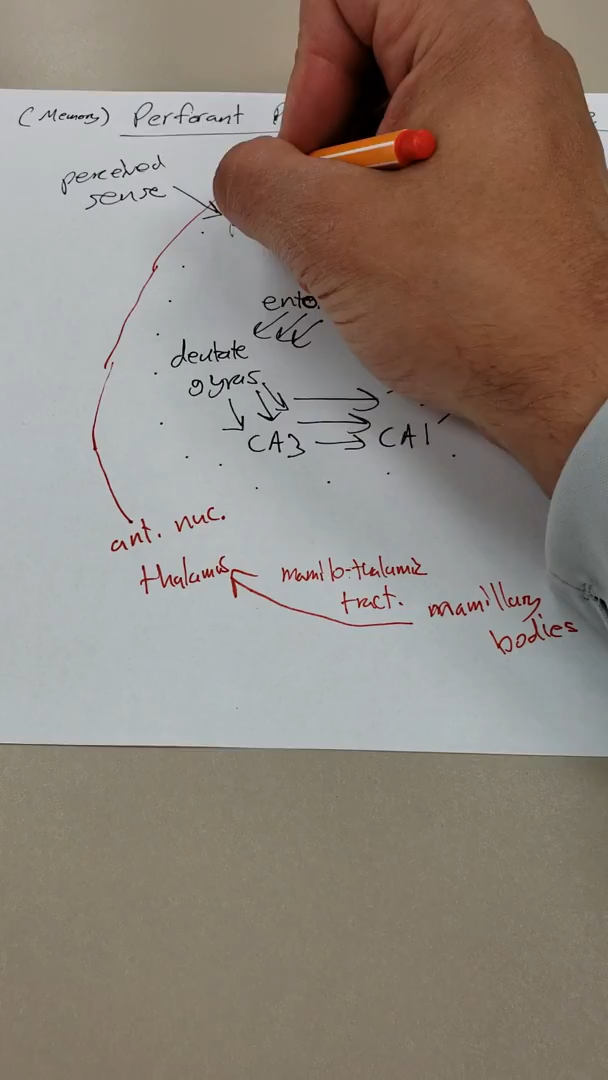 (Memory) Perforant
perceived
sense
ento
dentate
gyrus
CA3
CA1
ant. nuc.
thalamus
mamillo-thalamic
tract.
mamillary
bodies